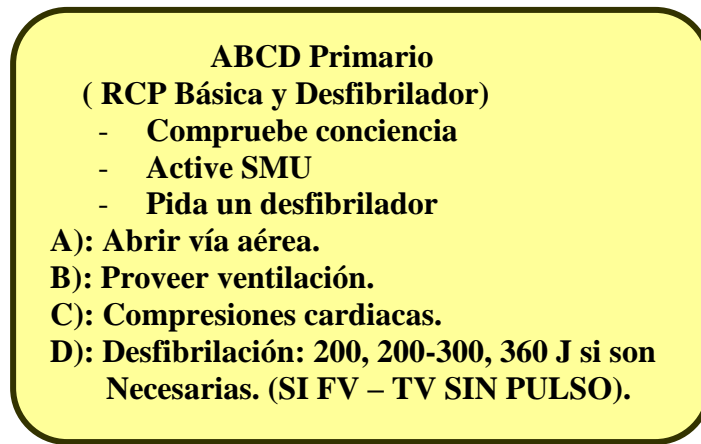 ABCD Primario
( RCP Básica y Desfibrilador)
- Compruebe conciencia
- Active SMU
- Pida un desfibrilador
A): Abrir vía aérea.
B): Proveer ventilación.
C): Compresiones cardiacas.
D): Desfibrilación: 200, 200-300, 360 J si son
Necesarias. (SI FV – TV SIN PULSO).